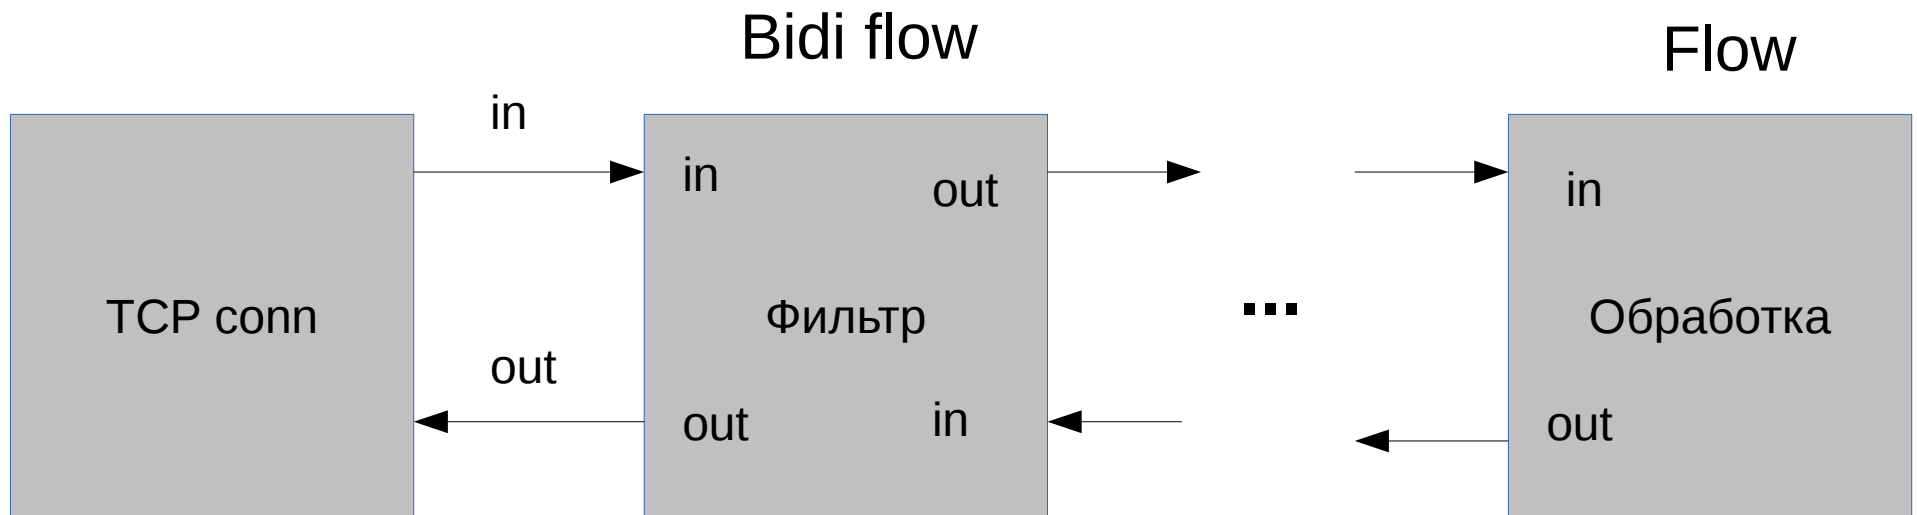 Bidi flow
Flow
in
in
out
in
TCP conn
Фильтр
...
Обработка
out
out
in
out